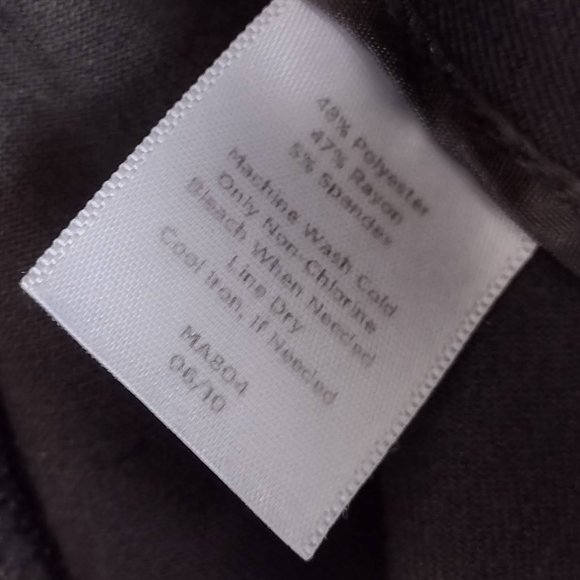 48% Polyester
47% Rayon
5% Spandex
Machine Wash Cold
Only Non-Chlorine
Bleach When Needed
Line Dry
Cool Iron, If Needed
MA804
06/10